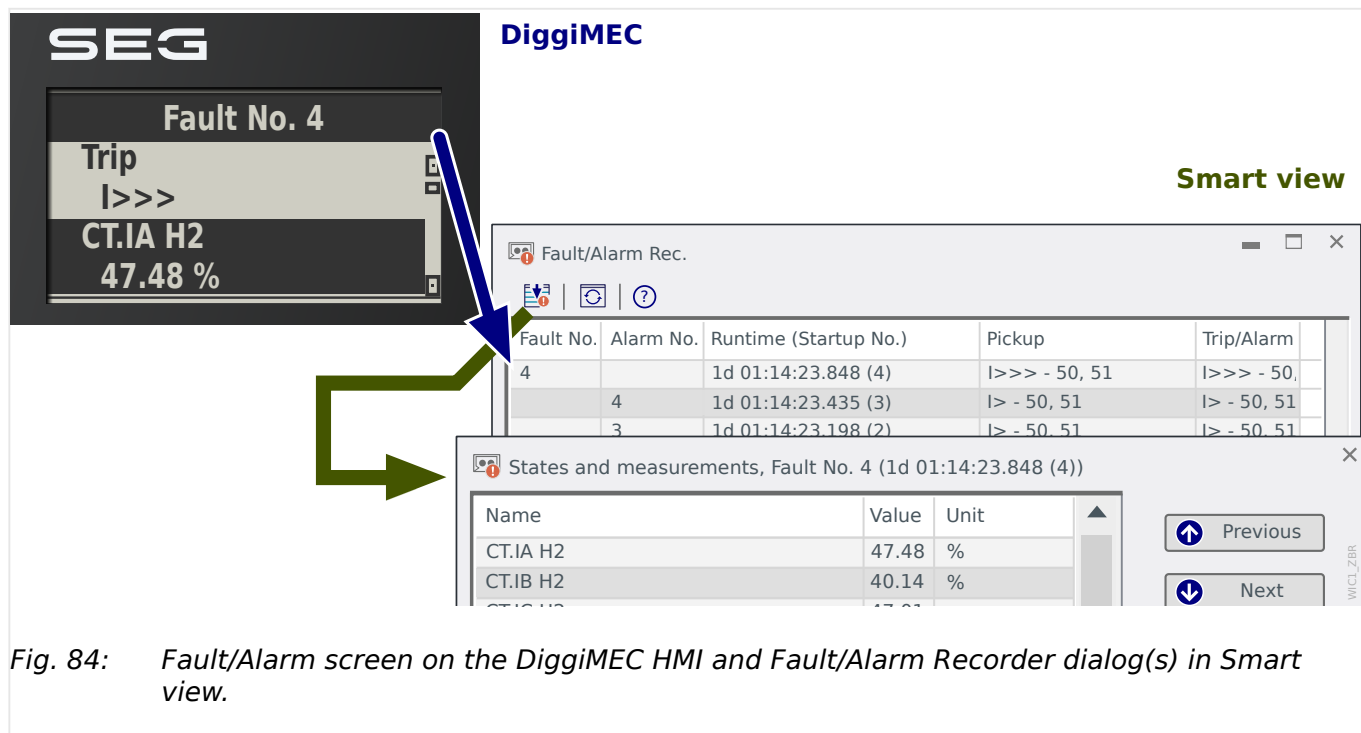 SEG
DiggiMEC
Fault No. 4
Trip
I>>>
CT.IA H2
47.48 %
Smart view
Fault/Alarm Rec.
Fault No. Alarm No. Runtime (Startup No.) Pickup Trip/Alarm
4 1d 01:14:23.848 (4) I>>> - 50, 51 I>>> - 50,
4 1d 01:14:23.435 (3) I> - 50, 51 I> - 50, 51
3 1d 01:14:23.198 (2) I> - 50, 51 I> - 50, 51
States and measurements, Fault No. 4 (1d 01:14:23.848 (4))
Name Value Unit
CT.IA H2 47.48 %
CT.IB H2 40.14 %
Previous
Next
WIC1_ZBR
Fig. 84: Fault/Alarm screen on the DiggiMEC HMI and Fault/Alarm Recorder dialog(s) in Smart
view.